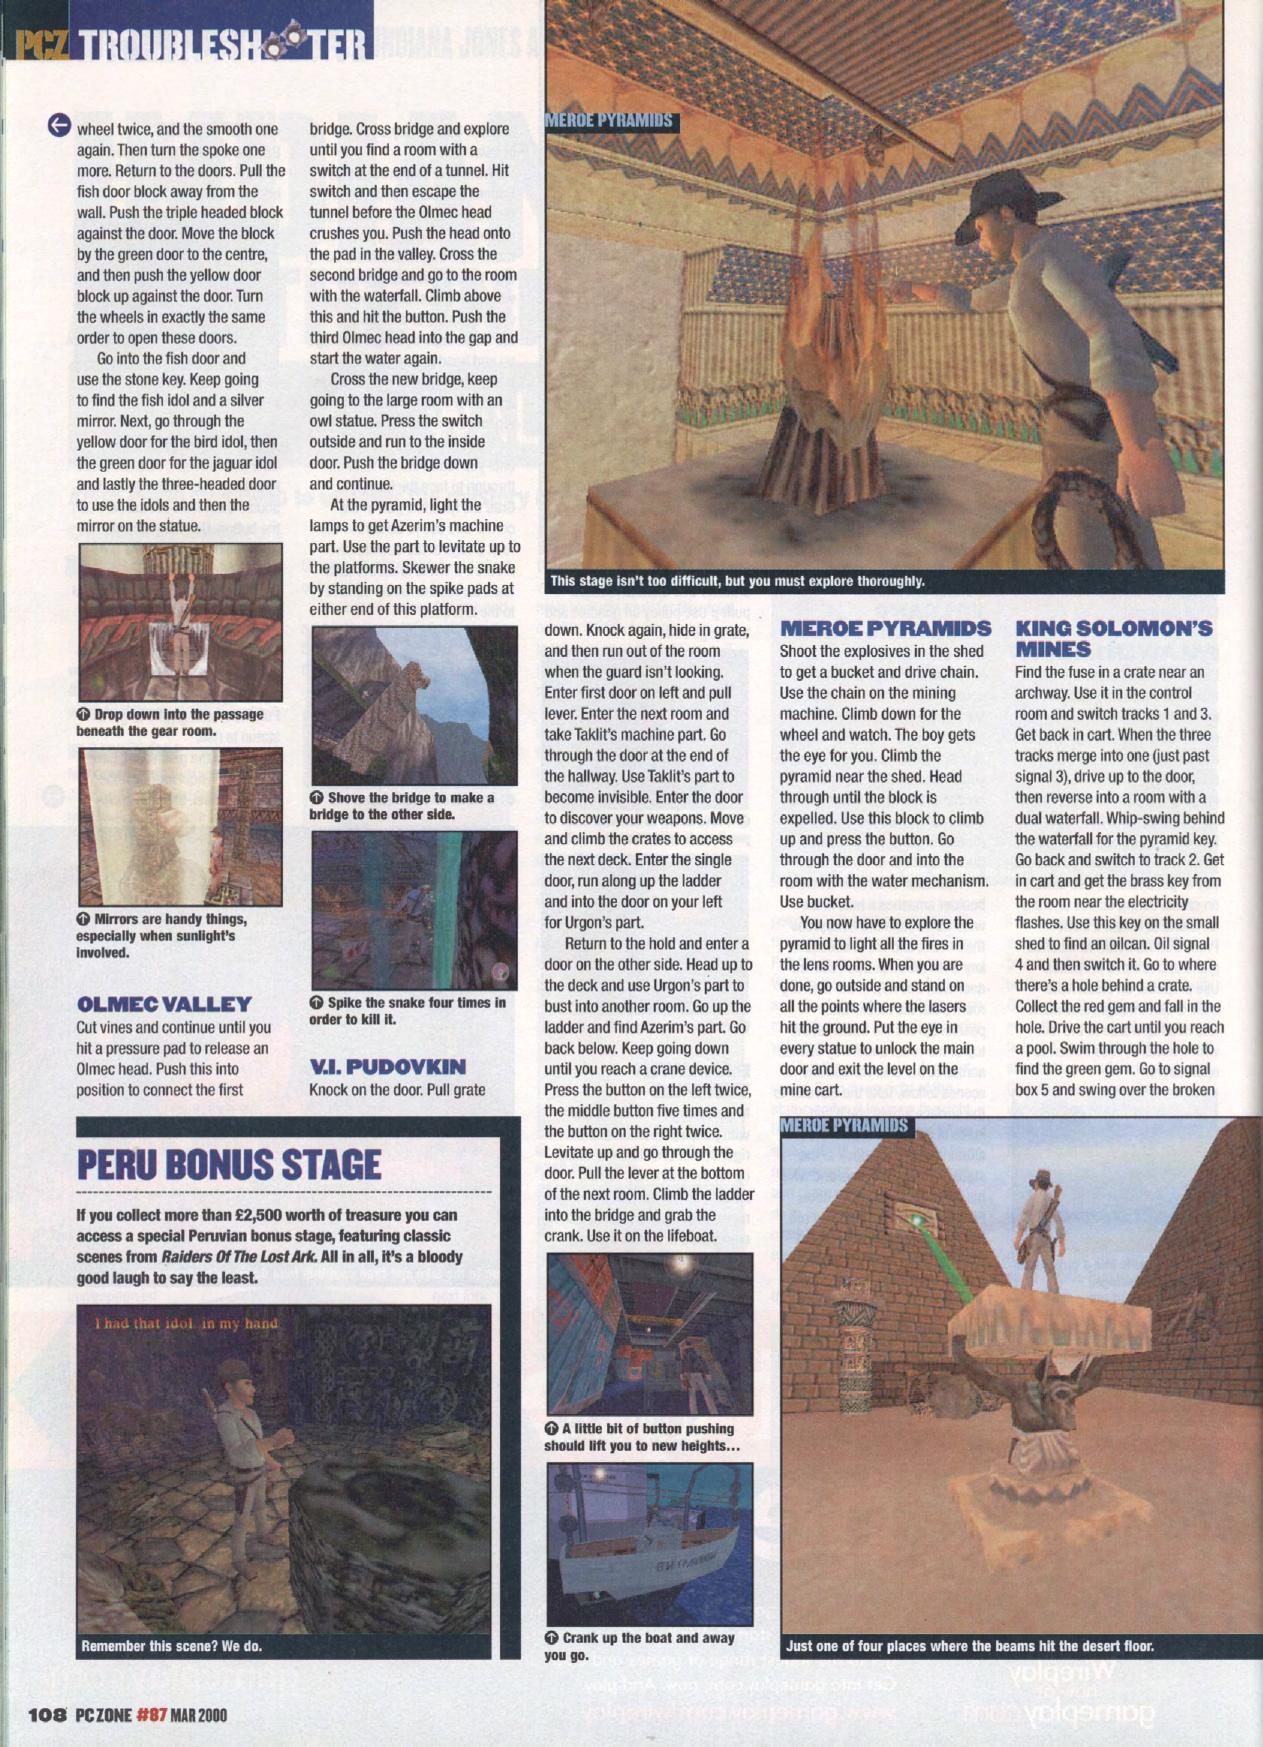 PCZ TROUBLESHOOTER
wheel twice, and the smooth one
again. Then turn the spoke one
more. Return to the doors. Pull the
fish door block away from the
wall. Push the triple headed block
against the door. Move the block
by the green door to the centre,
and then push the yellow door
block up against the door. Turn
the wheels in exactly the same
order to open these doors.
Go into the fish door and
use the stone key. Keep going
to find the fish idol and a silver
mirror. Next, go through the
yellow door for the bird idol, then
the green door for the jaguar idol
and lastly the three-headed door
to use the idols and then the
mirror on the statue.
Drop down into the passage
beneath the gear room.
Mirrors are handy things,
especially when sunlight's
involved.
OLMEC VALLEY
Cut vines and continue until you
hit a pressure pad to release an
Olmec head. Push this into
position to connect the first
bridge. Cross bridge and explore
until you find a room with a
switch at the end of a tunnel. Hit
switch and then escape the
tunnel before the Olmec head
crushes you. Push the head onto
the pad in the valley. Cross the
second bridge and go to the room
with the waterfall. Climb above
this and hit the button. Push the
third Olmec head into the gap and
start the water again.
Cross the new bridge, keep
going to the large room with an
owl statue. Press the switch
outside and run to the inside
door. Push the bridge down
and continue.
At the pyramid, light the
lamps to get Azerim's machine
part. Use the part to levitate up to
the platforms. Skewer the snake
by standing on the spike pads at
either end of this platform.
Shove the bridge to make a
bridge to the other side.
Spike the snake four times in
order to kill it.
V.I. PUDOVKIN
Knock on the door. Pull grate
MEROE PYRAMIDS
This stage isn't too difficult, but you must explore thoroughly.
down. Knock again, hide in grate,
and then run out of the room
when the guard isn't looking.
Enter first door on left and pull
lever. Enter the next room and
take Taklit's machine part. Go
through the door at the end of
the hallway. Use Taklit's part to
become invisible. Enter the door
to discover your weapons. Move
and climb the crates to access
the next deck. Enter the single
door, run along up the ladder
and into the door on your left
for Urgon's part.
Return to the hold and enter a
door on the other side. Head up to
the deck and use Urgon's part to
bust into another room. Go up the
ladder and find Azerim's part. Go
back below. Keep going down
until you reach a crane device.
Press the button on the left twice,
the middle button five times and
the button on the right twice.
Levitate up and go through the
door. Pull the lever at the bottom
of the next room. Climb the ladder
into the bridge and grab the
crank. Use it on the lifeboat.
A little bit of button pushing
should lift you to new heights...
Crank up the boat and away
you go.
MEROE PYRAMIDS
Shoot the explosives in the shed
to get a bucket and drive chain.
Use the chain on the mining
machine. Climb down for the
wheel and watch. The boy gets
the eye for you. Climb the
pyramid near the shed. Head
through until the block is
expelled. Use this block to climb
up and press the button. Go
through the door and into the
room with the water mechanism.
Use bucket.
You now have to explore the
pyramid to light all the fires in
the lens rooms. When you are
done, go outside and stand on
all the points where the lasers
hit the ground. Put the eye in
every statue to unlock the main
door and exit the level on the
mine cart.
KING SOLOMON'S
MINES
Find the fuse in a crate near an
archway. Use it in the control
room and switch tracks 1 and 3.
Get back in cart. When the three
tracks merge into one (just past
signal 3), drive up to the door,
then reverse into a room with a
dual waterfall. Whip-swing behind
the waterfall for the pyramid key.
Go back and switch to track 2. Get
in cart and get the brass key from
the room near the electricity
flashes. Use this key on the small
shed to find an oilcan. Oil signal
4 and then switch it. Go to where
there's a hole behind a crate.
Collect the red gem and fall in the
hole. Drive the cart until you reach
a pool. Swim through the hole to
find the green gem. Go to signal
box 5 and swing over the broken
MEROE PYRAMIDS
Just one of four places where the beams hit the desert floor.
PERU BONUS STAGE
If you collect more than £2,500 worth of treasure you can
access a special Peruvian bonus stage, featuring classic
scenes from Raiders Of The Lost Ark. All in all, it's a bloody
good laugh to say the least.
I had that idol in my hand
Remember this scene? We do.
108 PC ZONE #87 MAR 2000